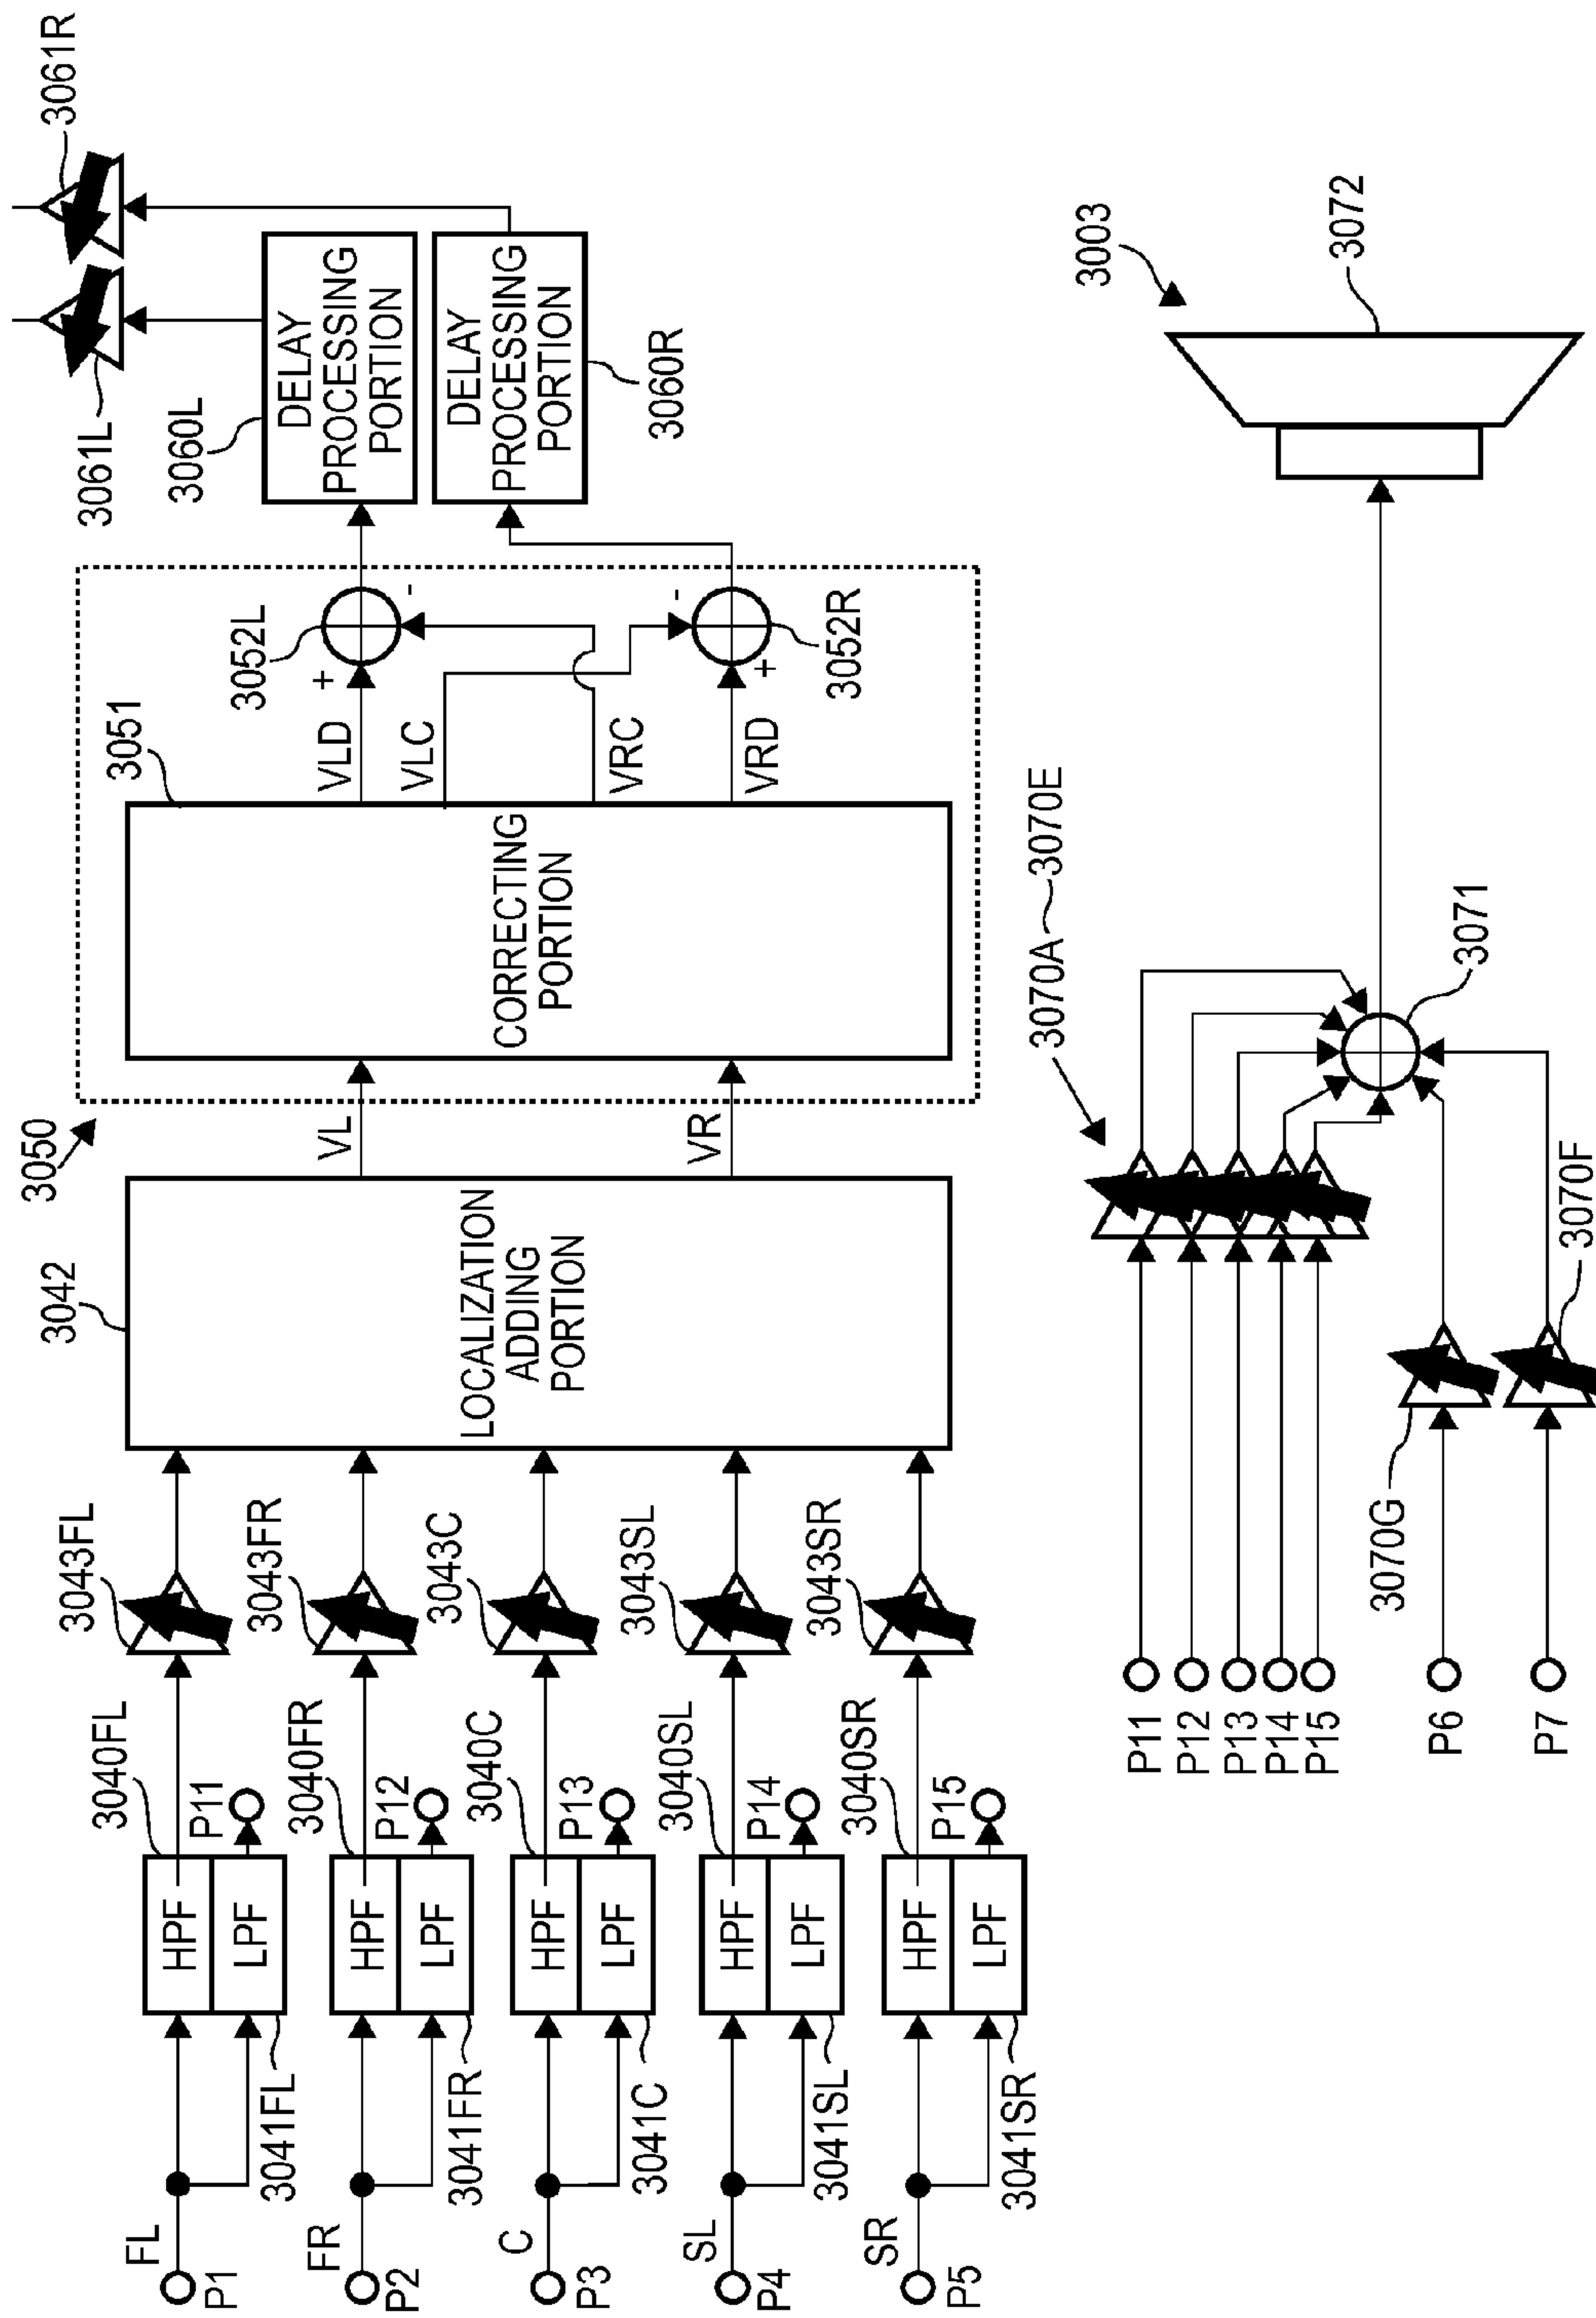 FL
P1
3041FL
HPF
LPF
3040FL
P11
3043FL
FR
P2
3041FR
HPF
LPF
3040FR
P12
3043FR
C
P3
3041C
HPF
LPF
3040C
P13
3043C
SL
P4
3041SL
HPF
LPF
3040SL
P14
3043SL
SR
P5
3041SR
HPF
LPF
3040SR
P15
3043SR
3042
LOCALIZATION
ADDING
PORTION
3050
VL
VR
3051
CORRECTING
PORTION
VLD
VLC
VRC
VRD
3052L
+
-
-
+
3052R
3060L
DELAY
PROCESSING
PORTION
DELAY
PROCESSING
PORTION
3060R
3061L
3061R
P11
P12
P13
P14
P15
P6
P7
3070A~3070E
3070G
3070F
3071
3003
3072